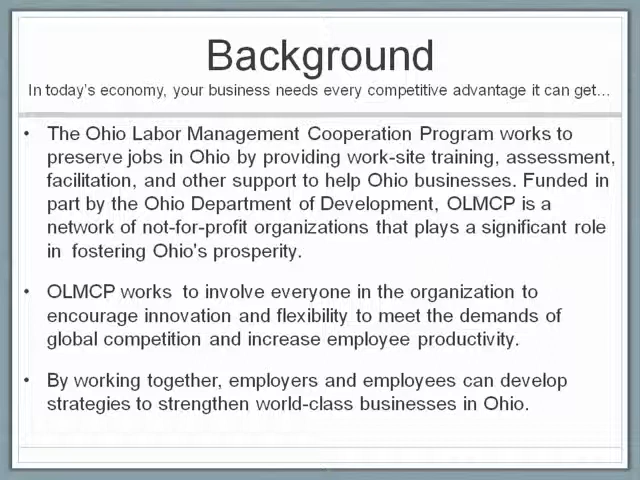 Background
In today's economy, your business needs every competitive advantage it can get...
• The Ohio Labor Management Cooperation Program works to
preserve jobs in Ohio by providing work-site training, assessment,
facilitation, and other support to help Ohio businesses. Funded in
part by the Ohio Department of Development, OLMCP is a
network of not-for-profit organizations that plays a significant role
in fostering Ohio's prosperity.
• OLMCP works to involve everyone in the organization to
encourage innovation and flexibility to meet the demands of
global competition and increase employee productivity.
• By working together, employers and employees can develop
strategies to strengthen world-class businesses in Ohio.